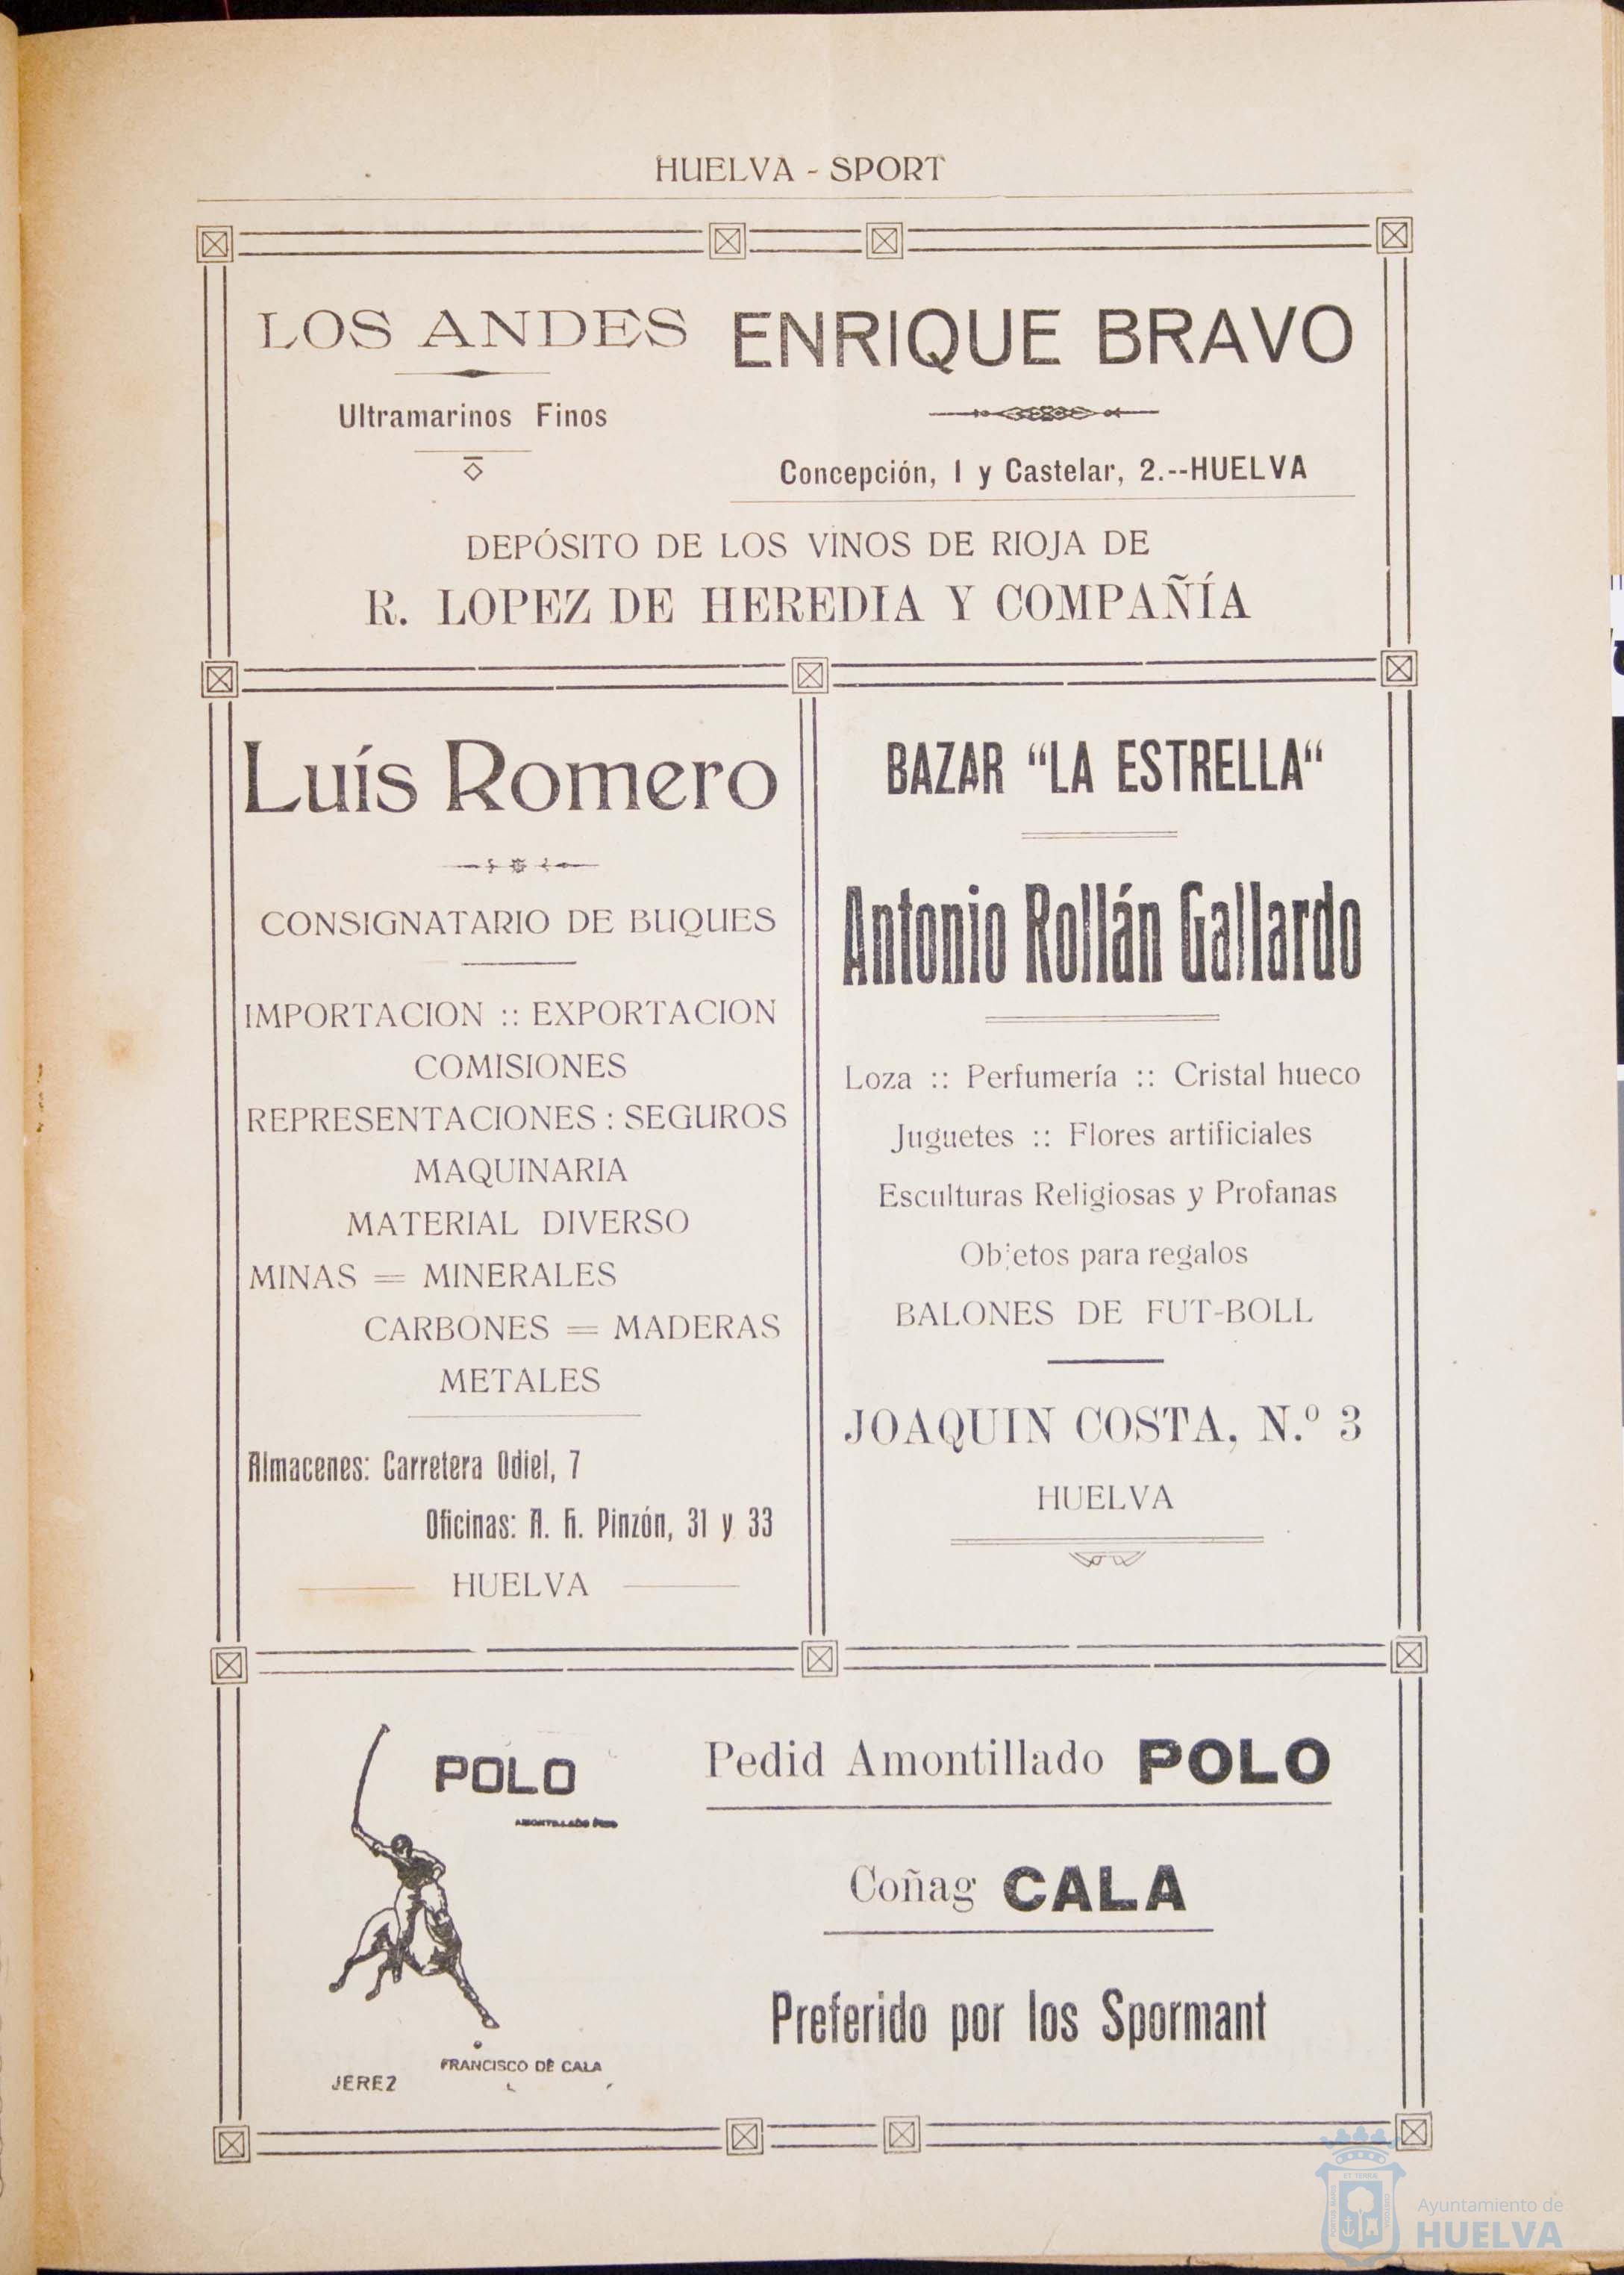 HUELVA - SPORT
LOS ANDES
Ultramarinos Finos
ENRIQUE BRAVO
Concepción, 1 y Castelar, 2.--HUELVA
DEPÓSITO DE LOS VINOS DE RIOJA DE
R. LOPEZ DE HEREDIA Y COMPAÑÍA
Luís Romero
CONSIGNATARIO DE BUQUES
IMPORTACION :: EXPORTACION
COMISIONES
REPRESENTACIONES : SEGUROS
MAQUINARIA
MATERIAL DIVERSO
MINAS = MINERALES
CARBONES = MADERAS
METALES
Almacenes: Carretera Odiel, 7
Oficinas: A. H. Pinzón, 31 y 33
HUELVA
BAZAR “LA ESTRELLA“
Antonio Rollán Gallardo
Loza :: Perfumería :: Cristal hueco
Juguetes :: Flores artificiales
Esculturas Religiosas y Profanas
Objetos para regalos
BALONES DE FUT-BOLL
JOAQUIN COSTA, N.º 3
HUELVA
POLO
AMONTILLADO FINO
FRANCISCO DE CALA
JEREZ
Pedid Amontillado POLO
Coñag CALA
Preferido por los Spormant
Ayuntamiento de
HUELVA